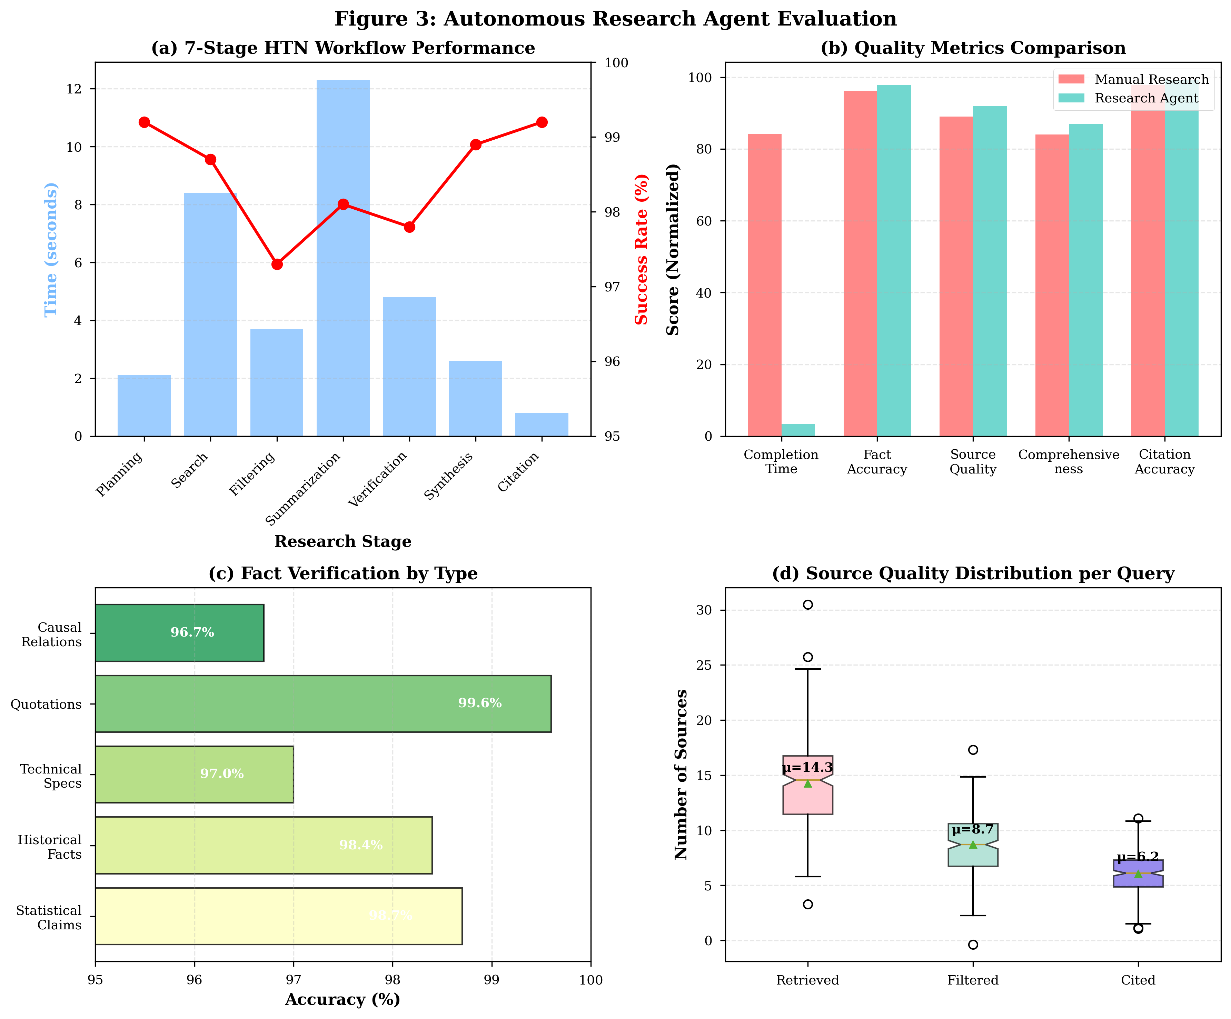 Figure 3: Autonomous Research Agent Evaluation
(a) 7-Stage HTN Workflow Performance
Time (seconds)
0
2
4
6
8
10
12
Success Rate (%)
95
96
97
98
99
100
Planning
Search
Filtering
Summarization
Verification
Synthesis
Citation
Research Stage
(b) Quality Metrics Comparison
Manual Research
Research Agent
Score (Normalized)
0
20
40
60
80
100
Completion
Time
Fact
Accuracy
Source
Quality
Comprehensive
ness
Citation
Accuracy
(c) Fact Verification by Type
Causal
Relations
96.7%
Quotations
99.6%
Technical
Specs
97.0%
Historical
Facts
98.4%
Statistical
Claims
98.7%
95
96
97
98
99
100
Accuracy (%)
(d) Source Quality Distribution per Query
Number of Sources
30
25
20
15
10
5
0
μ=14.3
μ=8.7
μ=6.2
Retrieved
Filtered
Cited